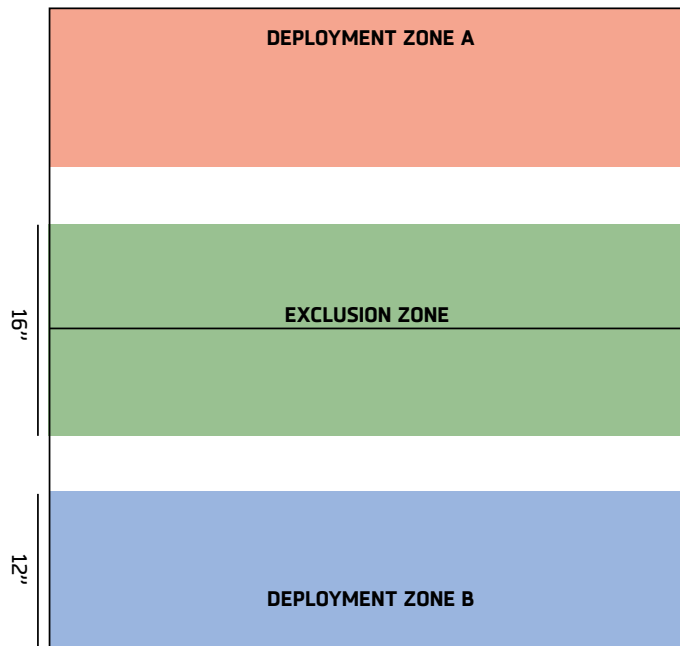 DEPLOYMENT ZONE A
16”
EXCLUSION ZONE
12”
DEPLOYMENT ZONE B